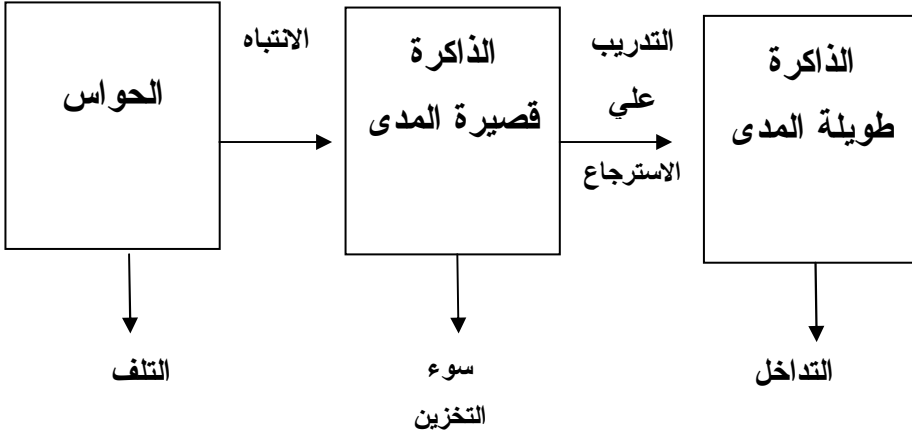 الحواس
الانتباه
الذاكرة
قصيرة المدى
التدريب
علي
الاسترجاع
الذاكرة
طويلة المدى
التلف
سوء
التخزين
التداخل